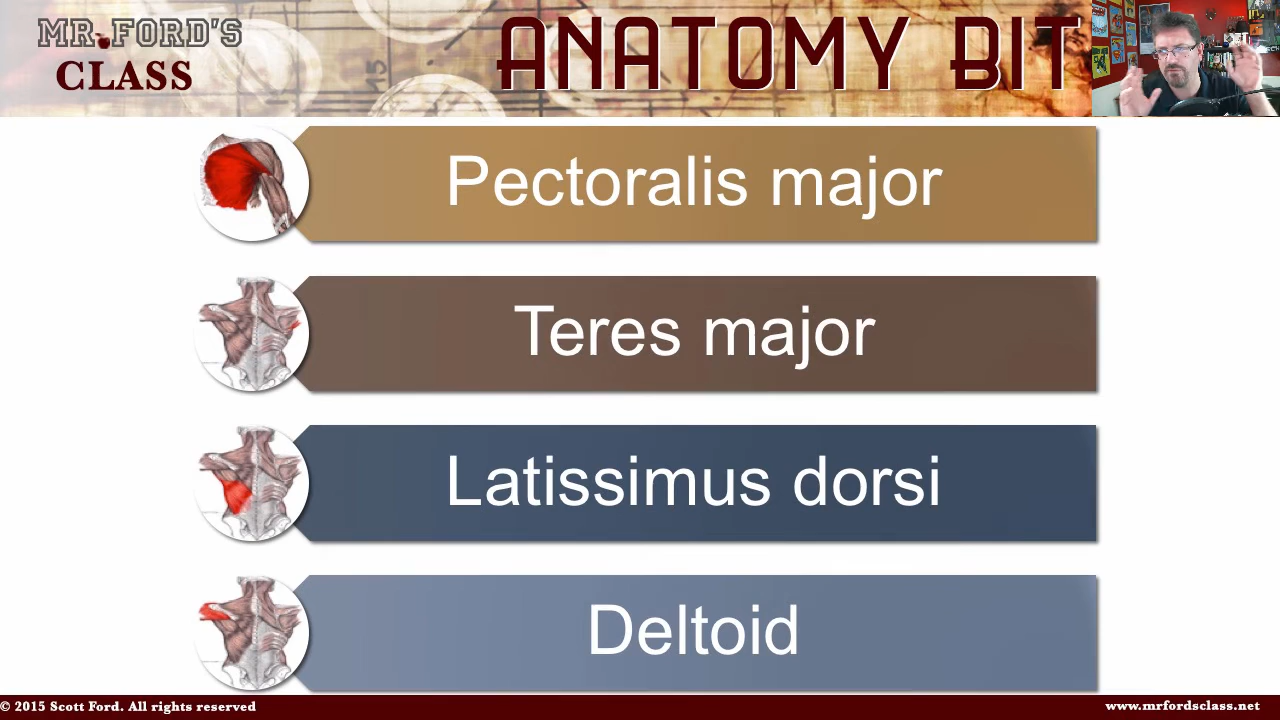 MR. FORD'S
CLASS
ANATOMY BIT
Pectoralis major
Teres major
Latissimus dorsi
Deltoid
© 2015 Scott Ford. All rights reserved
www.mrfordsclass.net